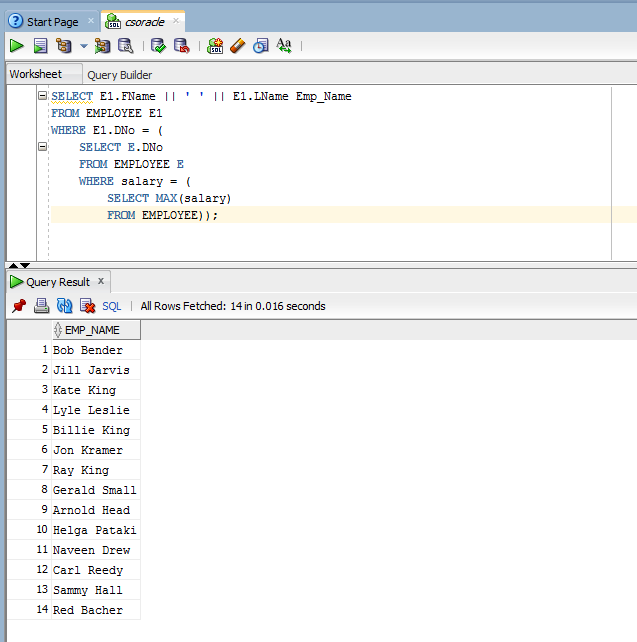 Start Page
csoracle
Worksheet Query Builder
SELECT E1.FName || ' ' || E1.LName Emp_Name
FROM EMPLOYEE E1
WHERE E1.DNo = (
SELECT E.DNo
FROM EMPLOYEE E
WHERE salary = (
SELECT MAX(salary)
FROM EMPLOYEE));
Query Result x
SQL | All Rows Fetched: 14 in 0.016 seconds
EMP_NAME
1 Bob Bender
2 Jill Jarvis
3 Kate King
4 Lyle Leslie
5 Billie King
6 Jon Kramer
7 Ray King
8 Gerald Small
9 Arnold Head
10 Helga Pataki
11 Naveen Drew
12 Carl Reedy
13 Sammy Hall
14 Red Bacher